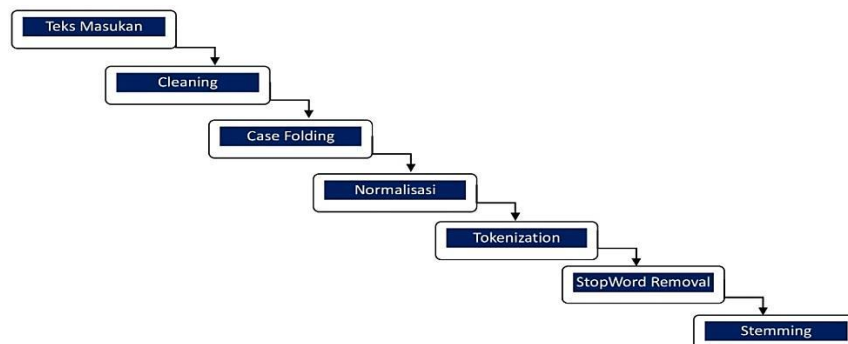 Teks Masukan
Cleaning
Case Folding
Normalisasi
Tokenization
StopWord Removal
Stemming